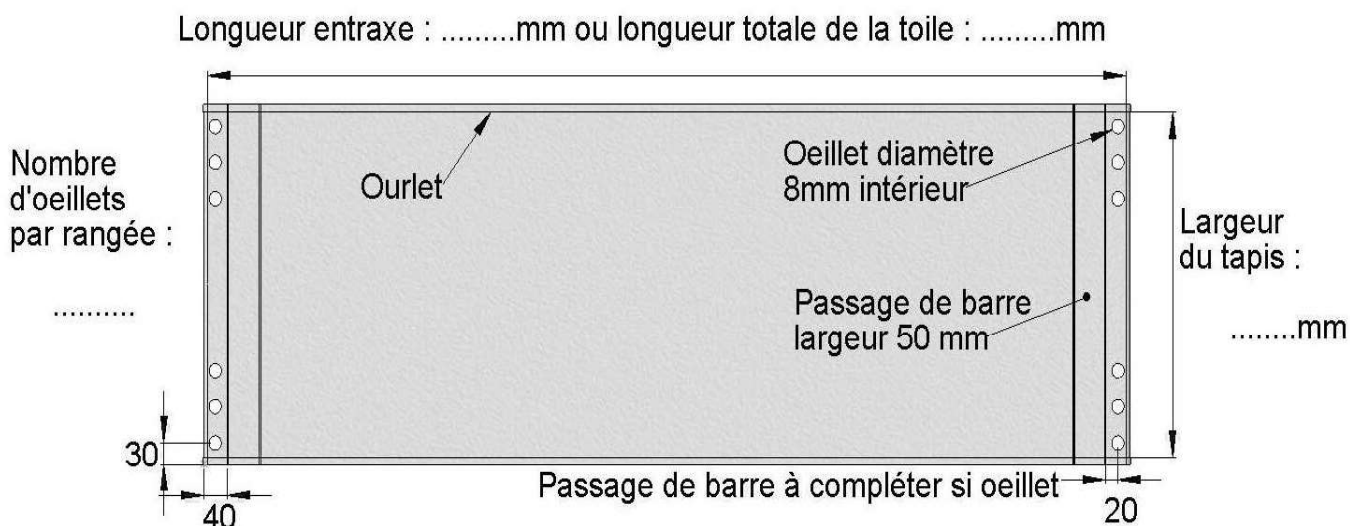 Longueur entraxe : .........mm ou longueur totale de la toile : .........mm
Nombre
d'oeillets
par rangée :
..........
Ourlet
Oeillet diamètre
8mm intérieur
Largeur
du tapis :
........mm
Passage de barre
largeur 50 mm
30
40
Passage de barre à compléter si oeillet
20